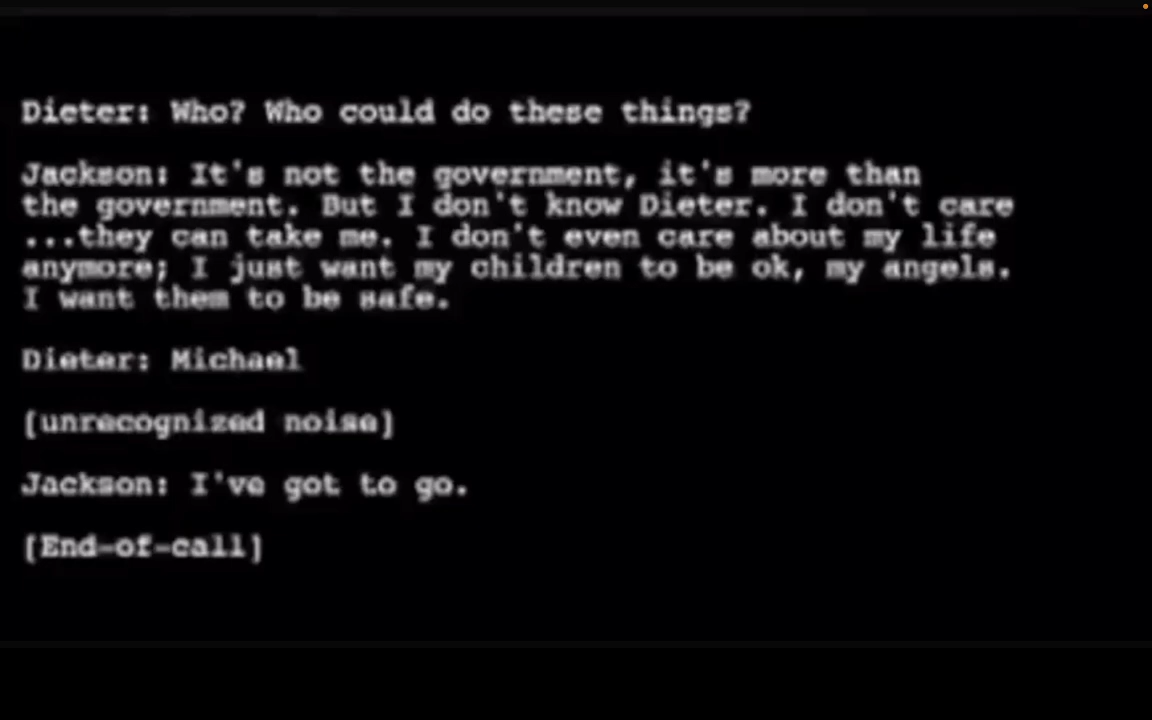 Dieter: Who? Who could do these things?
Jackson: It's not the government, it's more than
the government. But I don't know Dieter. I don't care
...they can take me. I don't even care about my life
anymore; I just want my children to be ok, my angels.
I want them to be safe.
Dieter: Michael
[unrecognized noise]
Jackson: I've got to go.
[End-of-call]